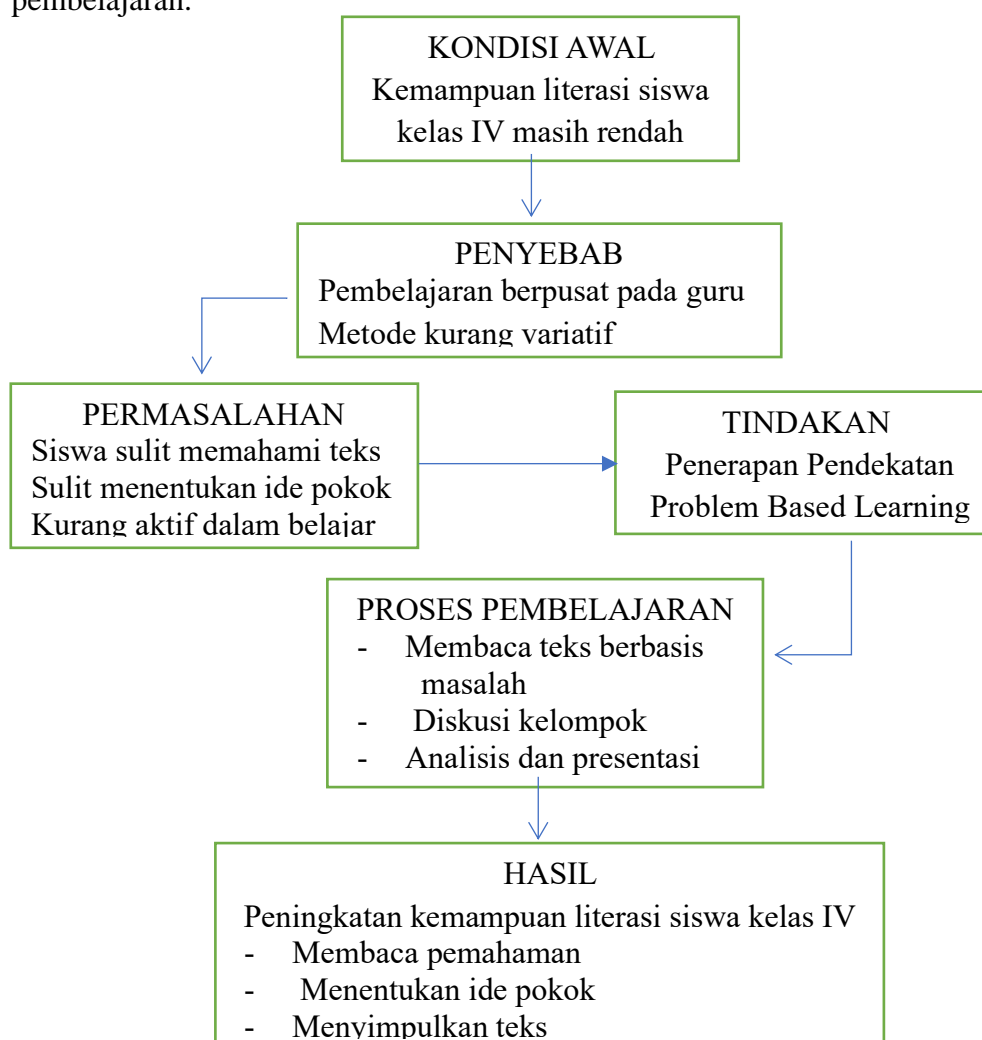 pembelajaran.
KONDISI AWAL
Kemampuan literasi siswa
kelas IV masih rendah
PENYEBAB
Pembelajaran berpusat pada guru
Metode kurang variatif
PERMASALAHAN
Siswa sulit memahami teks
Sulit menentukan ide pokok
Kurang aktif dalam belajar
TINDAKAN
Penerapan Pendekatan
Problem Based Learning
PROSES PEMBELAJARAN
- Membaca teks berbasis
masalah
- Diskusi kelompok
- Analisis dan presentasi
HASIL
Peningkatan kemampuan literasi siswa kelas IV
- Membaca pemahaman
- Menentukan ide pokok
- Menyimpulkan teks